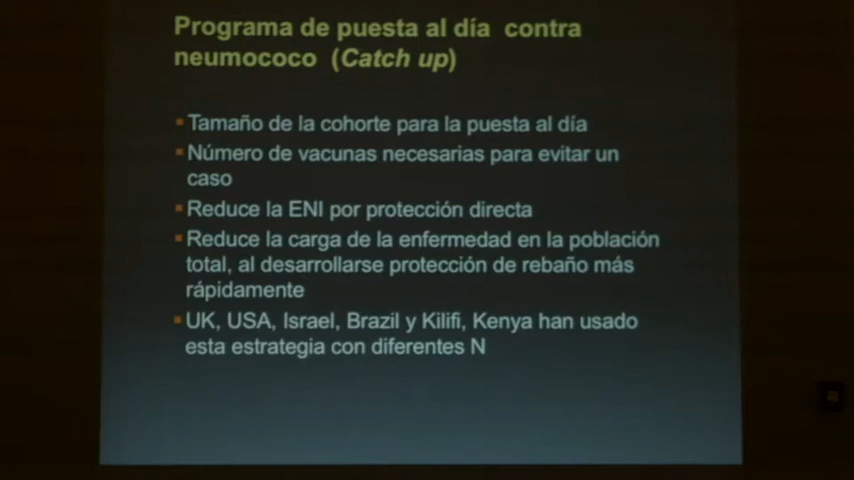 Programa de puesta al día contra
neumococo (Catch up)
Tamaño de la cohorte para la puesta al día
Número de vacunas necesarias para evitar un
caso
Reduce la ENI por protección directa
Reduce la carga de la enfermedad en la población
total, al desarrollarse protección de rebaño más
rápidamente
UK, USA, Israel, Brazil y Kilifi, Kenya han usado
esta estrategia con diferentes N